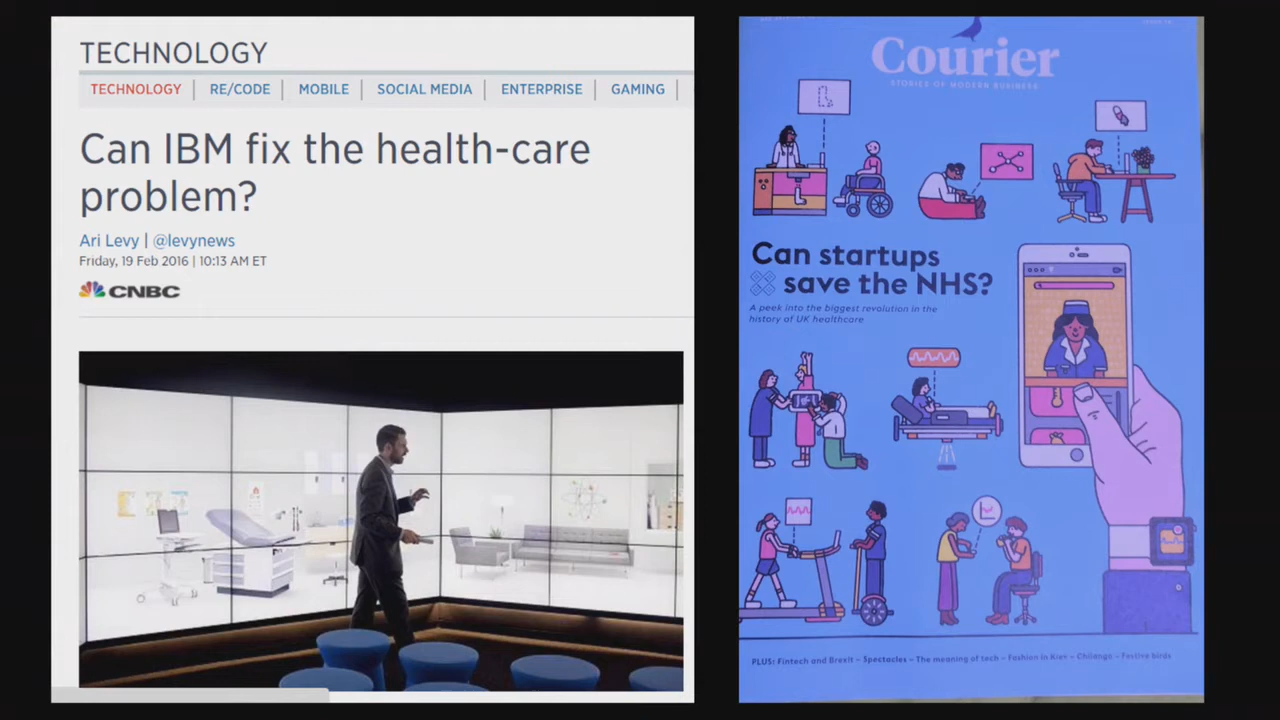 TECHNOLOGY
TECHNOLOGY | RE/CODE | MOBILE | SOCIAL MEDIA | ENTERPRISE | GAMING |
Can IBM fix the health-care
problem?
Ari Levy | @levynews
Friday, 19 Feb 2016 | 10:13 AM ET
CNBC
Courier
STORIES OF MODERN BUSINESS
Can startups
save the NHS?
A peek into the biggest revolution in the
history of UK healthcare
PLUS: Fintech and Brexit – Spectacles – The meaning of tech – Fashion in Kiev – Chilango – Festive birds